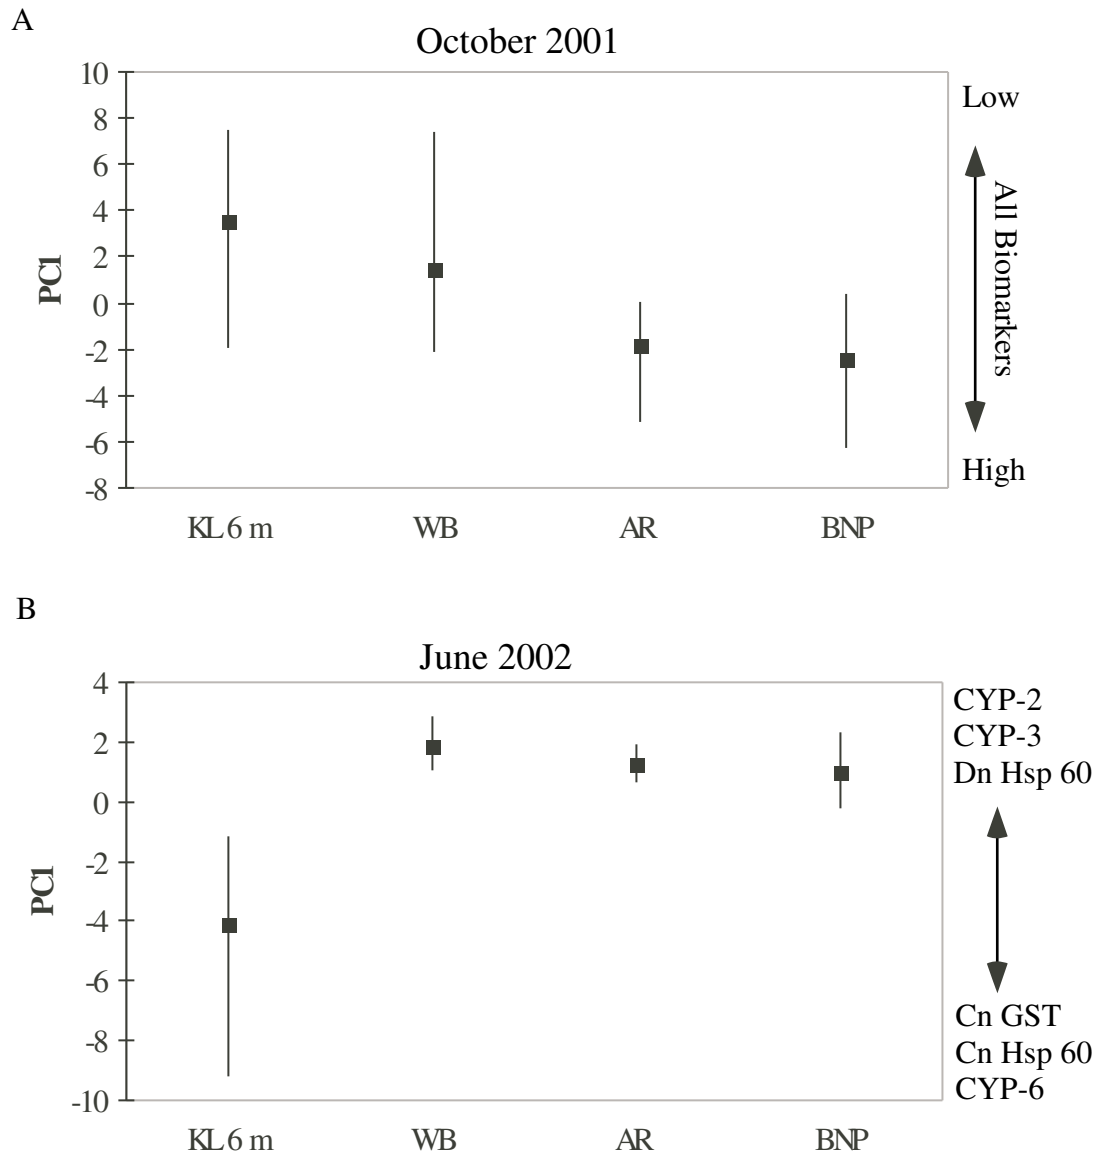 A
October 2001
10
8
6
4
2
0
-2
-4
-6
-8
PC1
KL 6 m
WB
AR
BNP
Low
All Biomarkers
High
B
June 2002
4
2
0
-2
-4
-6
-8
-10
PC1
KL 6 m
WB
AR
BNP
CYP-2
CYP-3
Dn Hsp 60
Cn GST
Cn Hsp 60
CYP-6